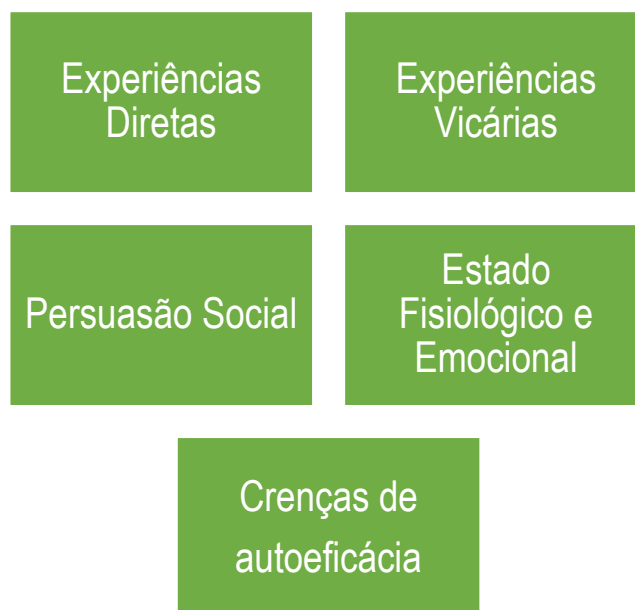 Experiências
Diretas
Experiências
Vicárias
Persuasão Social
Estado
Fisiológico e
Emocional
Crenças de
autoeficácia